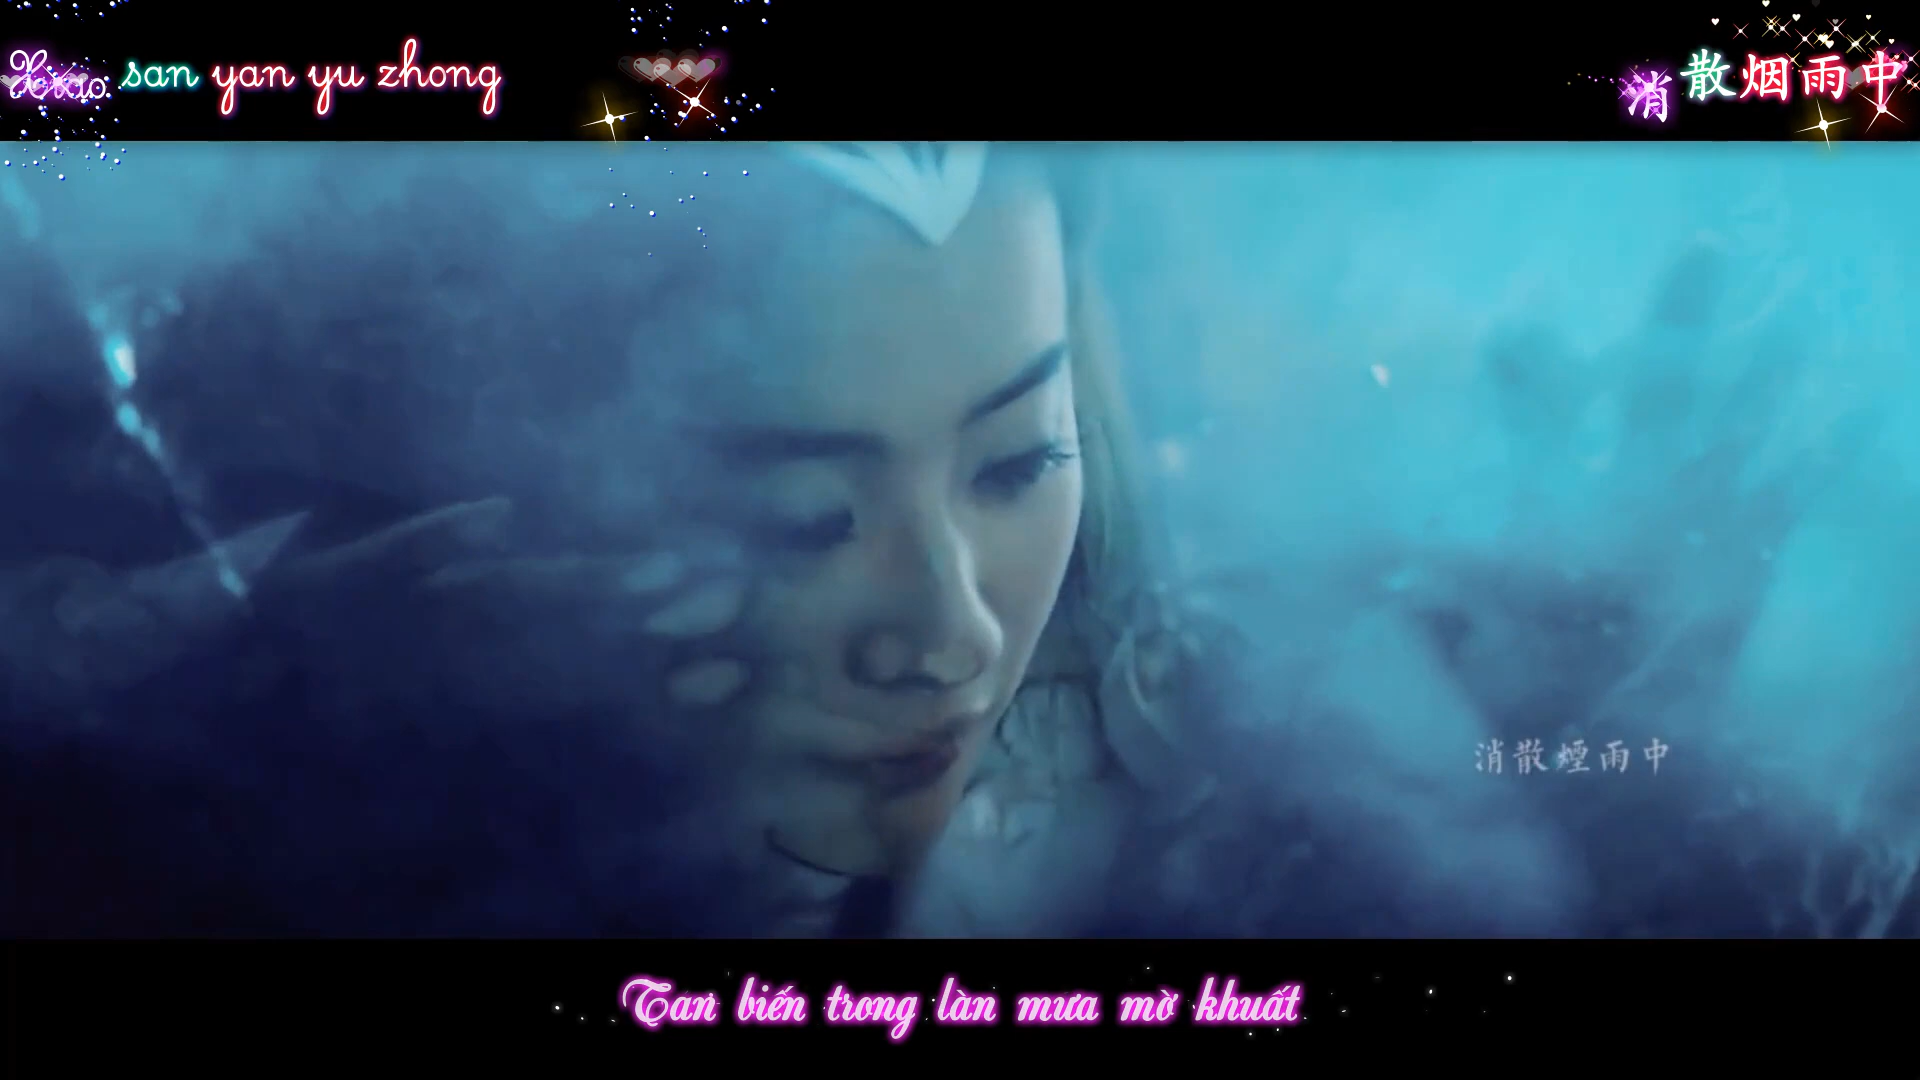 Xiao san yan yu zhong
消散烟雨中
消散煙雨中
Tan biến trong làn mưa mờ khuất